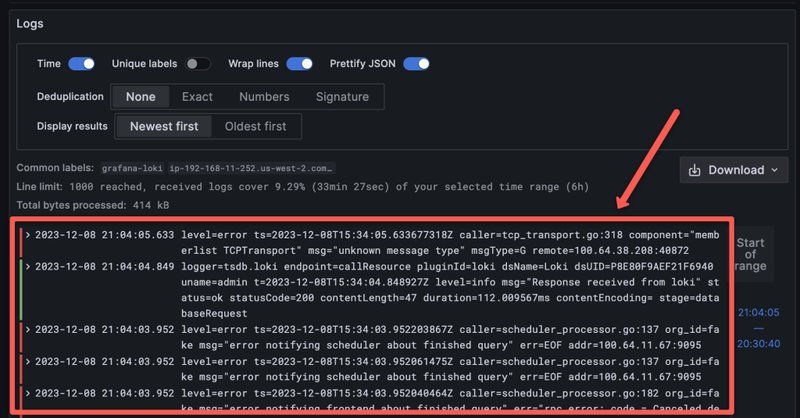 Logs
Time Unique labels Wrap lines Prettify JSON
Deduplication None Exact Numbers Signature
Display results Newest first Oldest first
Common labels: grafana-loki ip-192-168-11-252.us-west-2.com…
Download
Line limit: 1000 reached, received logs cover 9.29% (33min 27sec) of your selected time range (6h)
Total bytes processed: 414 kB
> 2023-12-08 21:04:05.633 level=error ts=2023-12-08T15:34:05.633677318Z caller=tcp_transport.go:318 component="memb
erlist TCPTransport" msg="unknown message type" msgType=G remote=100.64.38.208:40872
> 2023-12-08 21:04:04.849 logger=tsdb.loki endpoint=callResource pluginId=loki dsName=Loki dsUID=P8E80F9AEF21F6940
uname=admin t=2023-12-08T15:34:04.848927Z level=info msg="Response received from loki" st
atus=ok statusCode=200 contentLength=47 duration=112.009567ms contentEncoding= stage=dat
abaseRequest
> 2023-12-08 21:04:03.952 level=error ts=2023-12-08T15:34:03.952203867Z caller=scheduler_processor.go:137 org_id=fa
ke msg="error notifying scheduler about finished query" err=EOF addr=100.64.11.67:9095
> 2023-12-08 21:04:03.952 level=error ts=2023-12-08T15:34:03.952061475Z caller=scheduler_processor.go:137 org_id=fa
ke msg="error notifying scheduler about finished query" err=EOF addr=100.64.11.67:9095
> 2023-12-08 21:04:03.952 level=error ts=2023-12-08T15:34:03.952040464Z caller=scheduler_processor.go:182 org_id=fa
ke msg="error notifying frontend about finished query" err="rpc error: code = Canceled de
Start
of
range
21:04:05
—
20:30:40